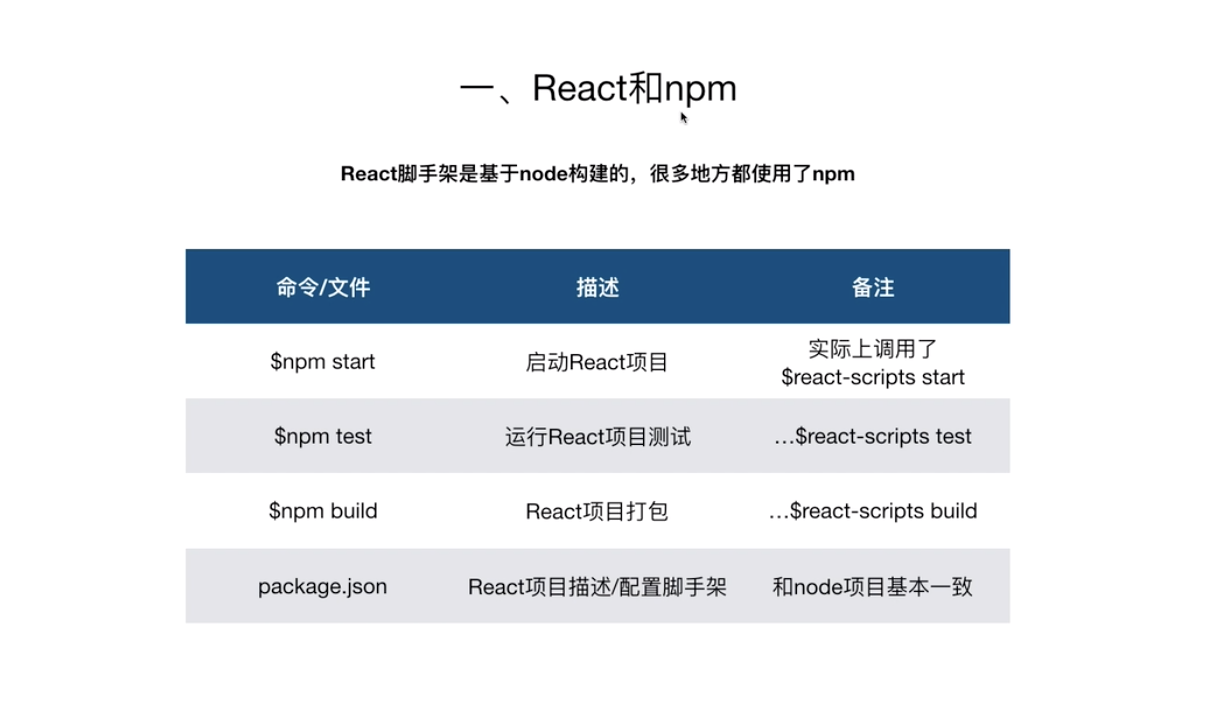 一、React和npm
React脚手架是基于node构建的，很多地方都使用了npm
命令/文件 描述 备注
$npm start 启动React项目 实际上调用了
$react-scripts start
$npm test 运行React项目测试 …$react-scripts test
$npm build React项目打包 …$react-scripts build
package.json React项目描述/配置脚手架 和node项目基本一致